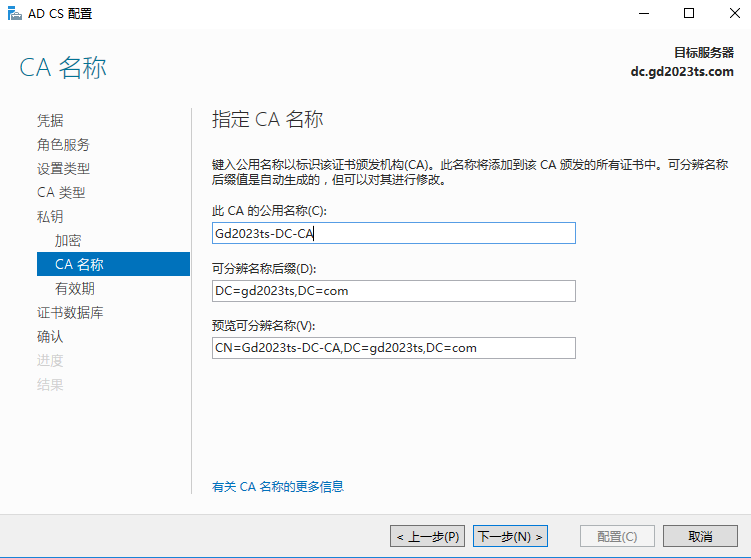 AD CS 配置
CA 名称
目标服务器
dc.gd2023ts.com
凭据
角色服务
设置类型
CA 类型
私钥
加密
CA 名称
有效期
证书数据库
确认
进度
结果
指定 CA 名称
键入公用名称以标识该证书颁发机构(CA)。此名称将添加到该 CA 颁发的所有证书中。可分辨名称
后缀值是自动生成的，但可以对其进行修改。
此 CA 的公用名称(C):
Gd2023ts-DC-CA
可分辨名称后缀(D):
DC=gd2023ts,DC=com
预览可分辨名称(V):
CN=Gd2023ts-DC-CA,DC=gd2023ts,DC=com
有关 CA 名称的更多信息
< 上一步(P)
下一步(N) >
配置(C)
取消